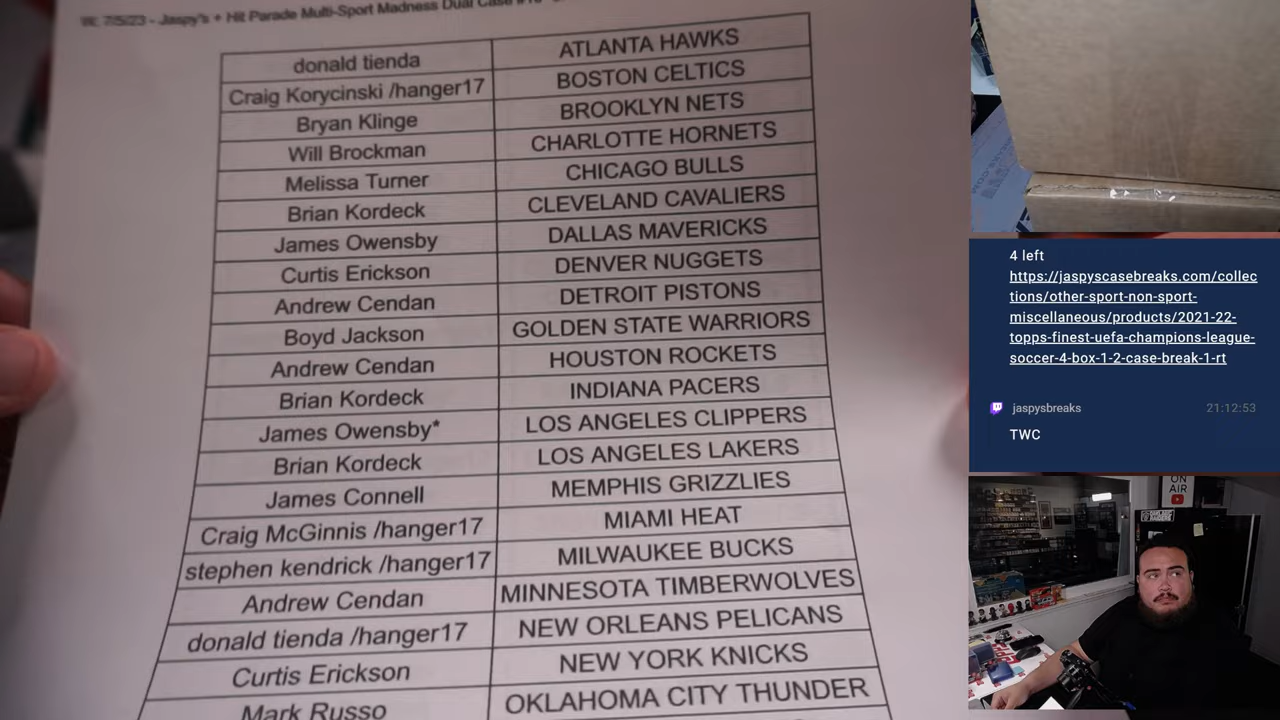 W: 7/5/23 - Jaspy's + Hit Parade Multi-Sport Madness Dual Case
donald tienda ATLANTA HAWKS
Craig Korycinski /hanger17 BOSTON CELTICS
Bryan Klinge BROOKLYN NETS
Will Brockman CHARLOTTE HORNETS
Melissa Turner CHICAGO BULLS
Brian Kordeck CLEVELAND CAVALIERS
James Owensby DALLAS MAVERICKS
Curtis Erickson DENVER NUGGETS
Andrew Cendan DETROIT PISTONS
Boyd Jackson GOLDEN STATE WARRIORS
Andrew Cendan HOUSTON ROCKETS
Brian Kordeck INDIANA PACERS
James Owensby* LOS ANGELES CLIPPERS
Brian Kordeck LOS ANGELES LAKERS
James Connell MEMPHIS GRIZZLIES
Craig McGinnis /hanger17 MIAMI HEAT
stephen kendrick /hanger17 MILWAUKEE BUCKS
Andrew Cendan MINNESOTA TIMBERWOLVES
donald tienda /hanger17 NEW ORLEANS PELICANS
Curtis Erickson NEW YORK KNICKS
Mark Russo OKLAHOMA CITY THUNDER
4 left
https://jaspyscasebreaks.com/collec
tions/other-sport-non-sport-
miscellaneous/products/2021-22-
topps-finest-uefa-champions-league-
soccer-4-box-1-2-case-break-1-rt
jaspysbreaks 21:12:53
TWC
ON
AIR